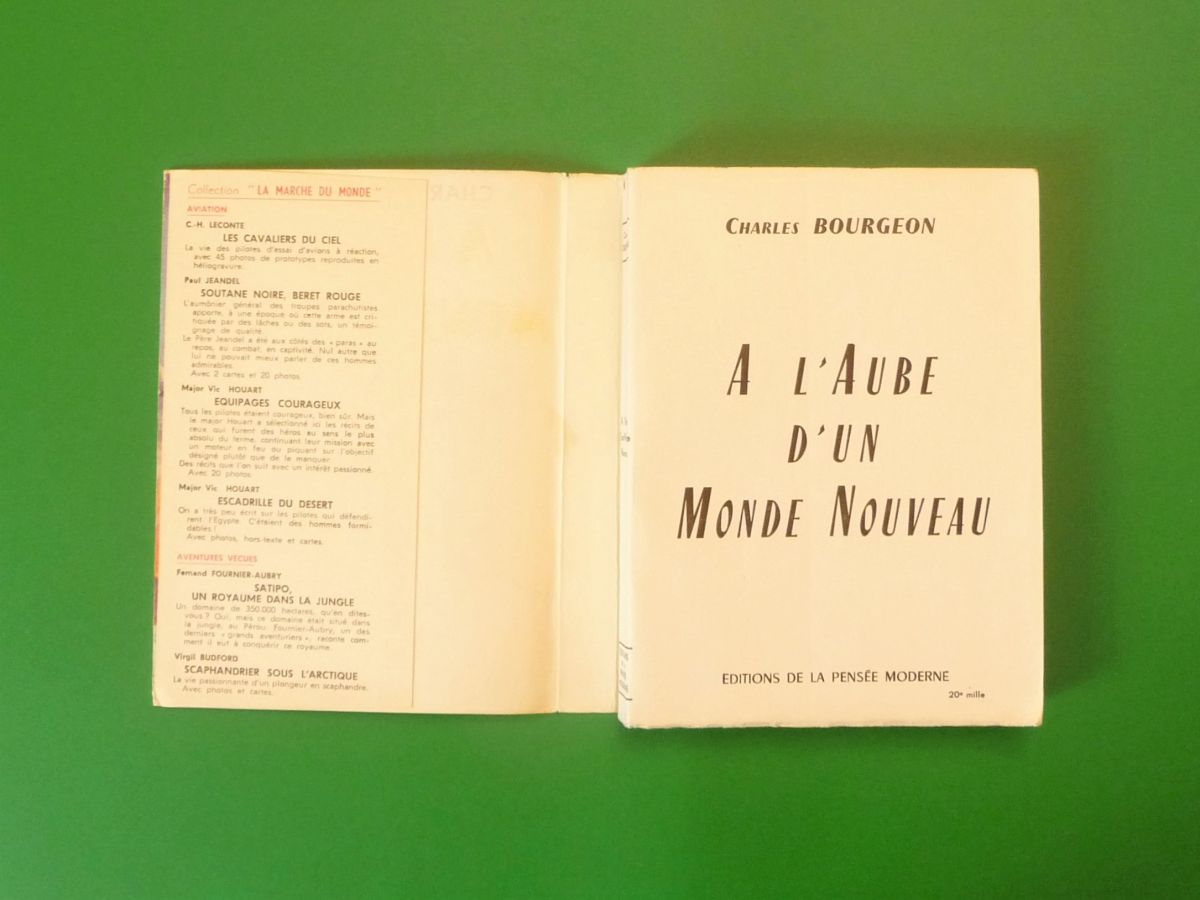 Collection "LA MARCHE DU MONDE"
AVIATION
C.-H. LECONTE
LES CAVALIERS DU CIEL
La vie des pilotes d'essai d'avions à réaction,
avec 45 photos de prototypes reproduites en
héliogravure.
Paul JEANDEL
SOUTANE NOIRE, BERET ROUGE
L'aumônier général des troupes parachutistes
apporte, à une époque où cette arme est cri-
tiquée par des lâches ou des sots, un témoi-
gnage de qualité.
Le Père Jeandel a été aux côtés des « paras » au
repos, au combat, en captivité. Nul autre que
lui ne pouvait mieux parler de ces hommes
admirables.
Avec 2 cartes et 20 photos.
Major Vic HOUART
EQUIPAGES COURAGEUX
Tous les pilotes étaient courageux, bien sûr. Mais
le major Houart a sélectionné ici les récits de
ceux qui furent des héros au sens le plus
absolu du terme, continuant leur mission avec
un moteur en feu ou piquant sur l'objectif
désigné plutôt que de le manquer.
Des récits que l'on suit avec un intérêt passionné.
Avec 20 photos.
Major Vic HOUART
ESCADRILLE DU DESERT
On a très peu écrit sur les pilotes qui défendi-
rent l'Egypte. C'étaient des hommes formi-
dables !
Avec photos, hors-texte et cartes.
AVENTURES VECUES
Fernand FOURNIER-AUBRY
SATIPO,
UN ROYAUME DANS LA JUNGLE
Un domaine de 350.000 hectares, qu'en dites-
vous ? Oui, mais ce domaine était situé dans
la jungle, au Pérou. Fournier-Aubry, un des
derniers « grands aventuriers », raconte com-
ment il eut à conquérir ce royaume.
Virgil BUDFORD
SCAPHANDRIER SOUS L'ARCTIQUE
La vie passionnante d'un plongeur en scaphandre.
Avec photos et cartes.
CHARLES BOURGEON
A L'AUBE
D'UN
MONDE NOUVEAU
EDITIONS DE LA PENSÉE MODERNE
20e mille